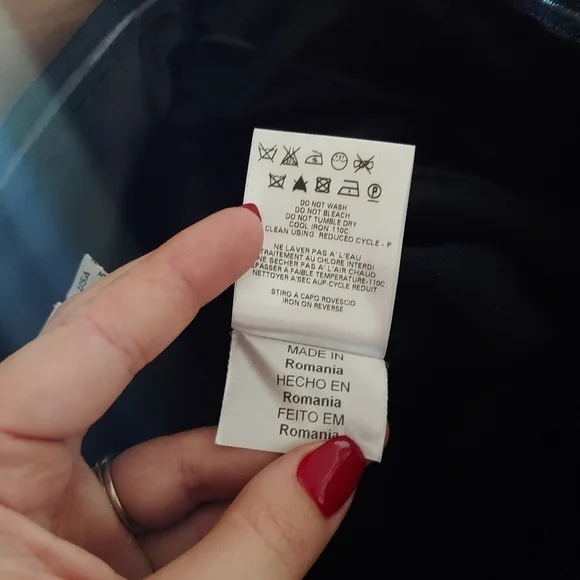 DO NOT WASH
DO NOT BLEACH
DO NOT TUMBLE DRY
COOL IRON 110C.
CLEAN USING REDUCED CYCLE - P
NE LAVER PAS A' L'EAU
TRAITEMENT AU CHLORE INTERDI
NE SECHER PAS A' L'AIR CHAUD
EPASSER A FAIBLE TEMPERATURE-110C
NETTOYER A'SEC AUP-CYCLE REDUIT
STIRO A CAPO ROVESCIO
IRON ON REVERSE
MADE IN
Romania
HECHO EN
Romania
FEITO EM
Romania
USA